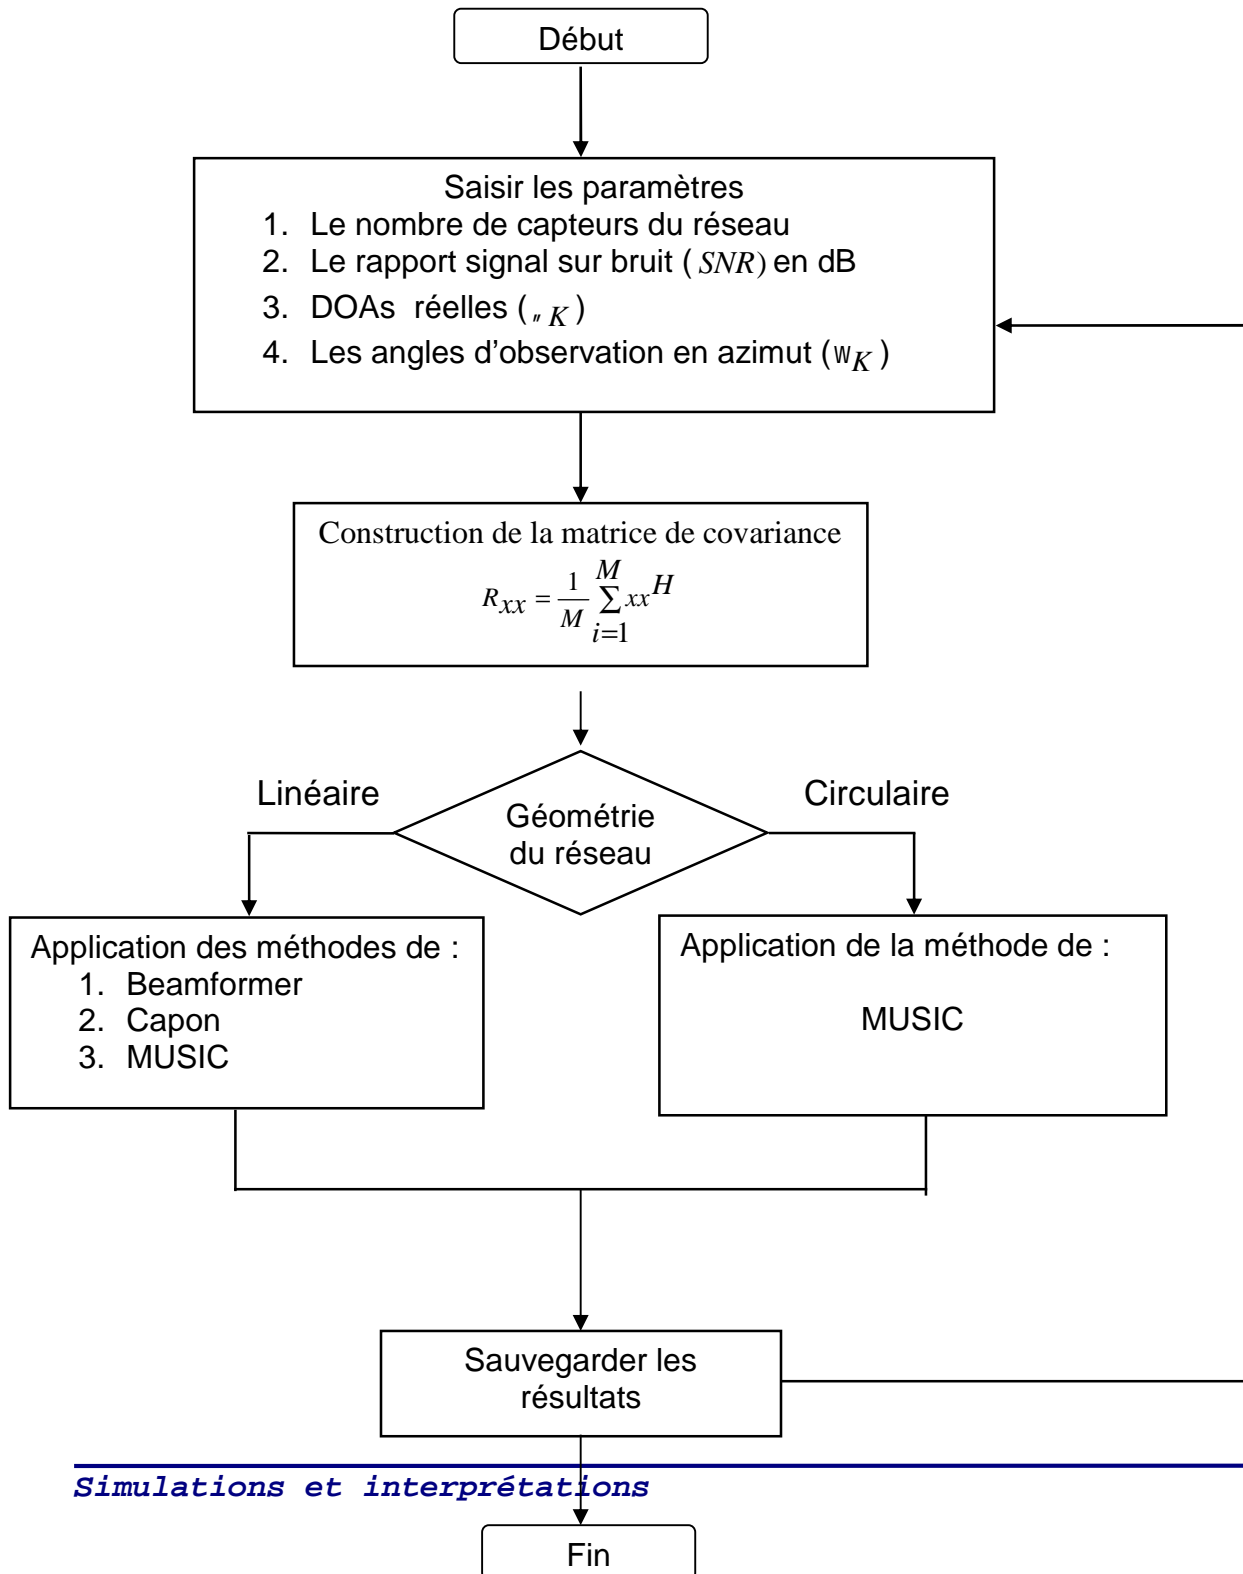 Début
Saisir les paramètres
1. Le nombre de capteurs du réseau
2. Le rapport signal sur bruit ( SNR) en dB
3. DOAs réelles ( „ K )
4. Les angles d'observation en azimut (w K )
Construction de la matrice de covariance
R_xx = 1/M ∑_{i=1}^{M} xx^H
Linéaire
Circulaire
Géométrie
du réseau
Application des méthodes de :
1. Beamformer
2. Capon
3. MUSIC
Application de la méthode de :
MUSIC
Sauvegarder les
résultats
Simulations et interprétations
Fin